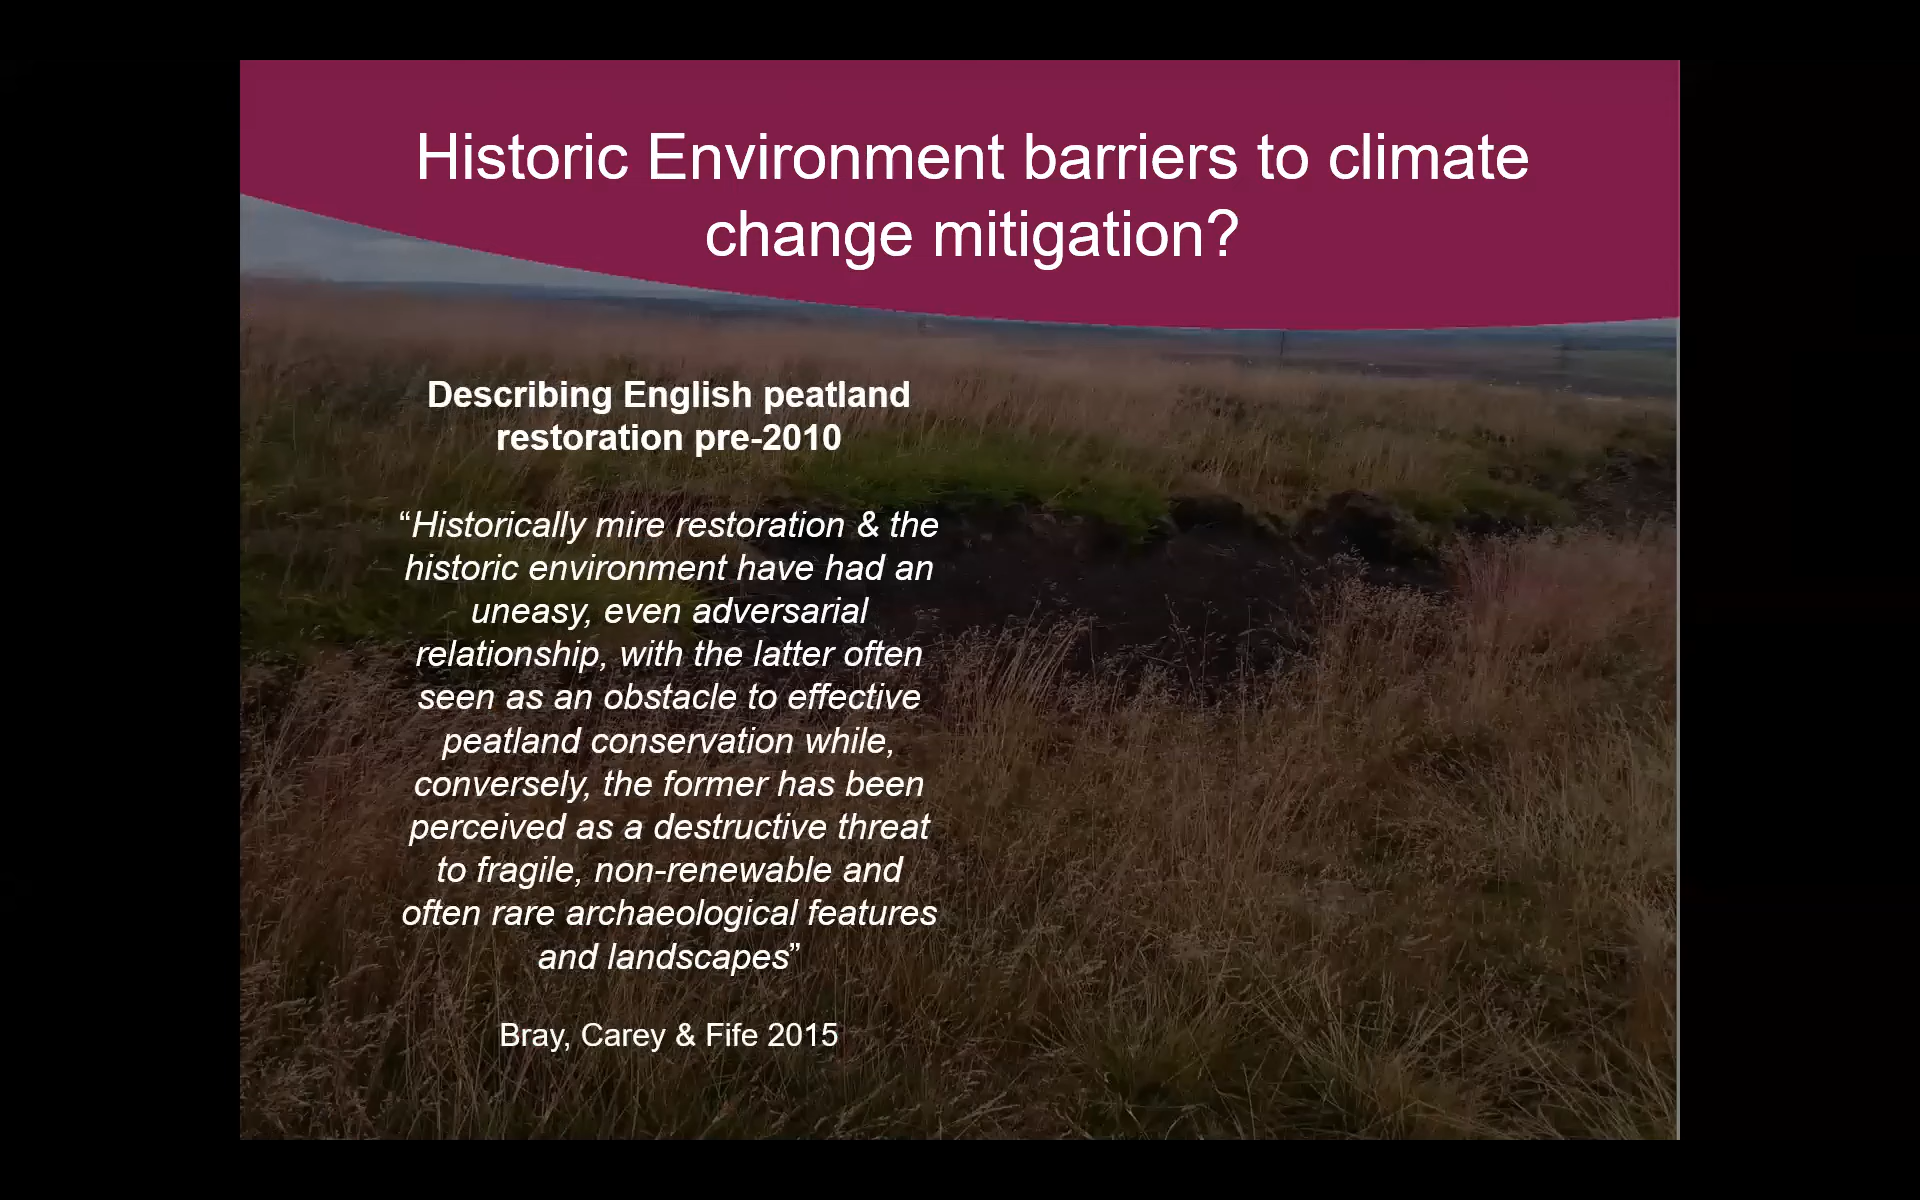 Historic Environment barriers to climate
change mitigation?
Describing English peatland
restoration pre-2010
“Historically mire restoration & the
historic environment have had an
uneasy, even adversarial
relationship, with the latter often
seen as an obstacle to effective
peatland conservation while,
conversely, the former has been
perceived as a destructive threat
to fragile, non-renewable and
often rare archaeological features
and landscapes”
Bray, Carey & Fife 2015